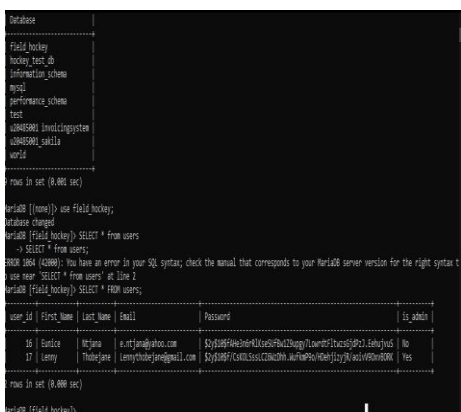 Database
field_hockey
hockey_test_db
information_schema
mysql
performance_schema
test
u20485001_invoicingsystem
u20485001_sakila
world
rows in set (0.001 sec)
MariaDB [(none)]> use field_hockey;
Database changed
MariaDB [field_hockey]> SELECT * from users
-> SELECT * from users;
ERROR 1064 (42000): You have an error in your SQL syntax; check the manual that corresponds to your MariaDB server version for the right syntax t
o use near 'SELECT * from users' at line 2
MariaDB [field_hockey]> SELECT * FROM users;
user_id | First_Name | Last_Name | Email | Password | is_admin |
16 | Eunice | Ntjana | e.ntjana@yahoo.com | No |
17 | Lenny | Thobejane | Lennythobejane@gmail.com | Yes |
2 rows in set (0.000 sec)
MariaDB [field_hockey]>